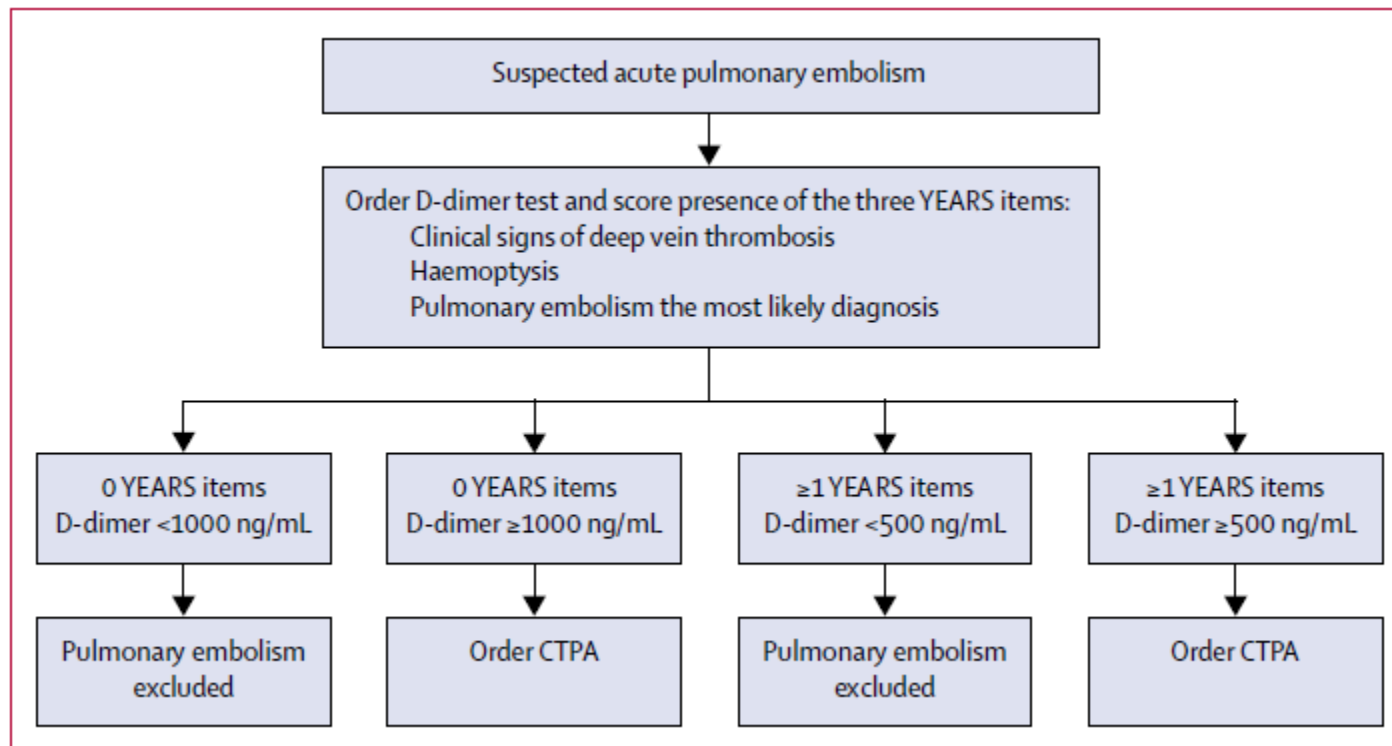 Suspected acute pulmonary embolism
Order D-dimer test and score presence of the three YEARS items:
Clinical signs of deep vein thrombosis
Haemoptysis
Pulmonary embolism the most likely diagnosis
0 YEARS items
D-dimer <1000 ng/mL
0 YEARS items
D-dimer ≥1000 ng/mL
≥1 YEARS items
D-dimer <500 ng/mL
≥1 YEARS items
D-dimer ≥500 ng/mL
Pulmonary embolism
excluded
Order CTPA
Pulmonary embolism
excluded
Order CTPA